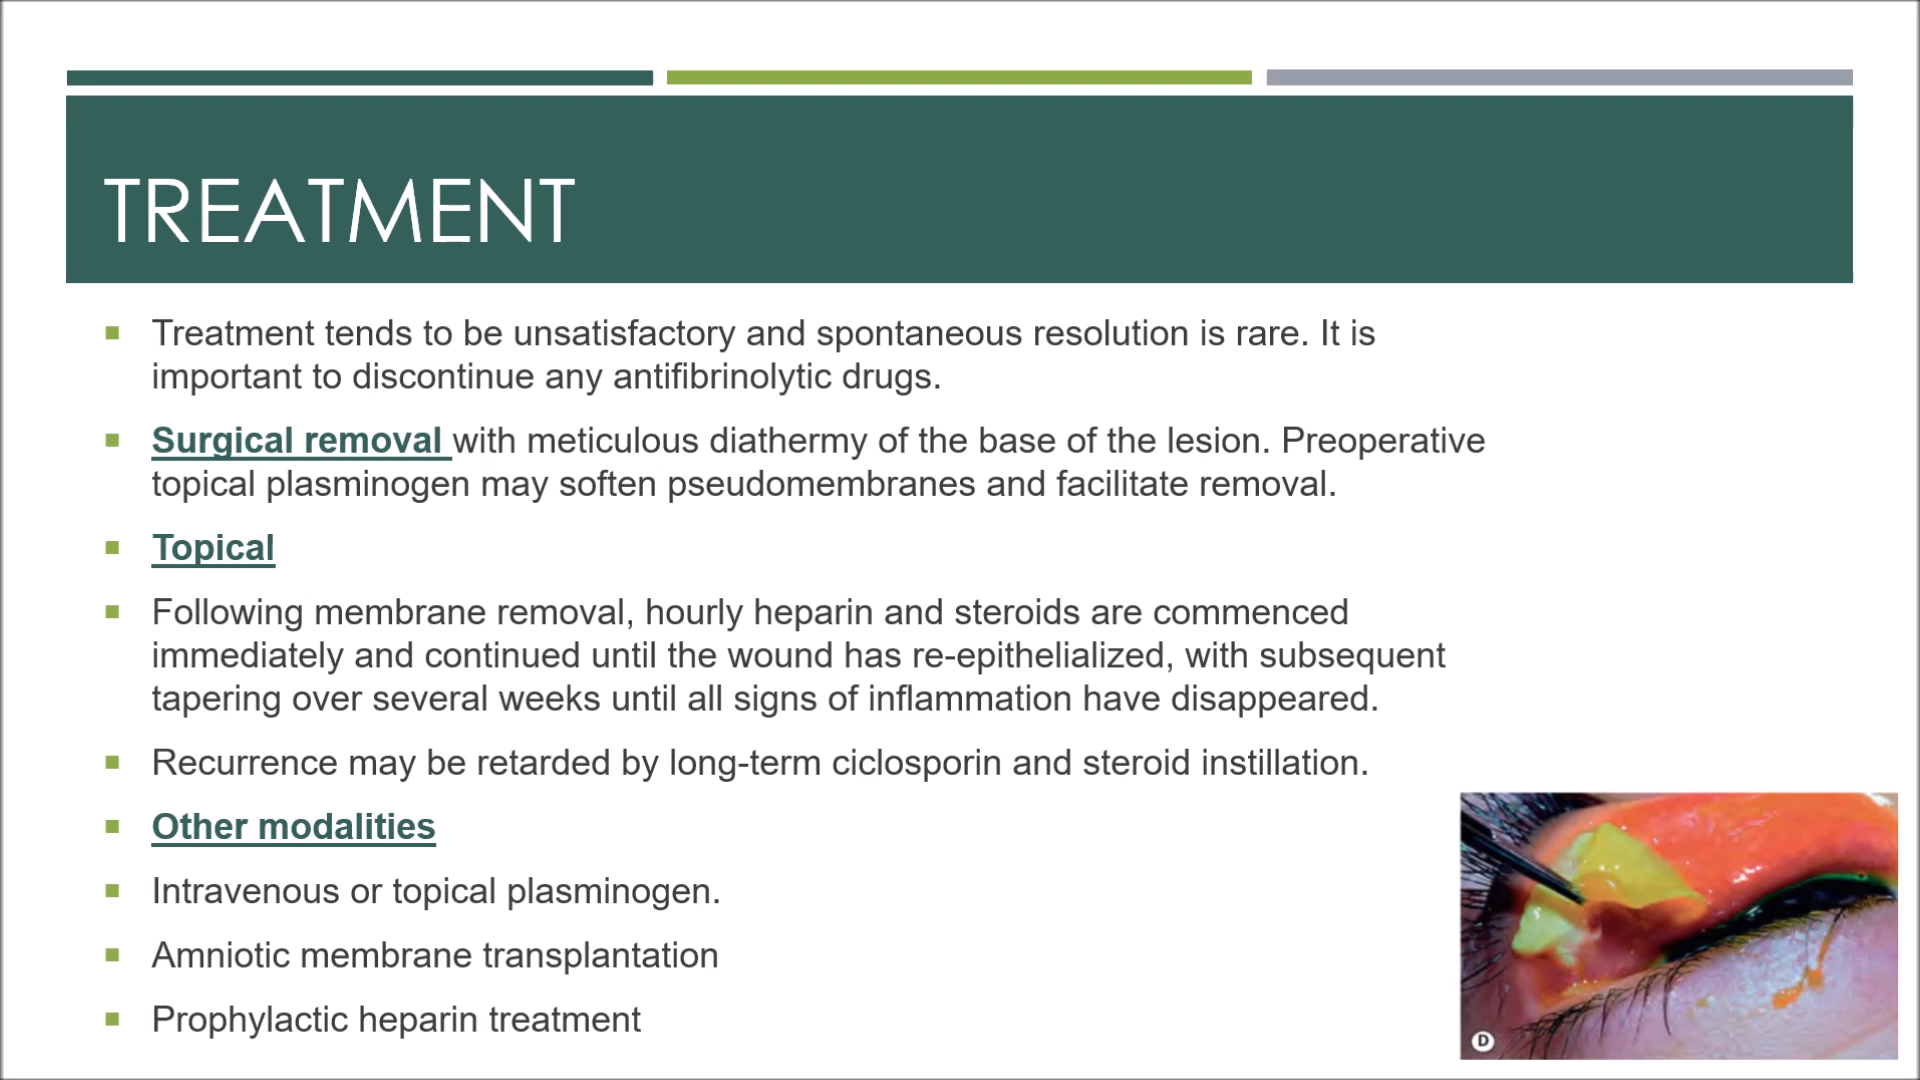 TREATMENT
Treatment tends to be unsatisfactory and spontaneous resolution is rare. It is
important to discontinue any antifibrinolytic drugs.
Surgical removal with meticulous diathermy of the base of the lesion. Preoperative
topical plasminogen may soften pseudomembranes and facilitate removal.
Topical
Following membrane removal, hourly heparin and steroids are commenced
immediately and continued until the wound has re-epithelialized, with subsequent
tapering over several weeks until all signs of inflammation have disappeared.
Recurrence may be retarded by long-term ciclosporin and steroid instillation.
Other modalities
Intravenous or topical plasminogen.
Amniotic membrane transplantation
Prophylactic heparin treatment
D